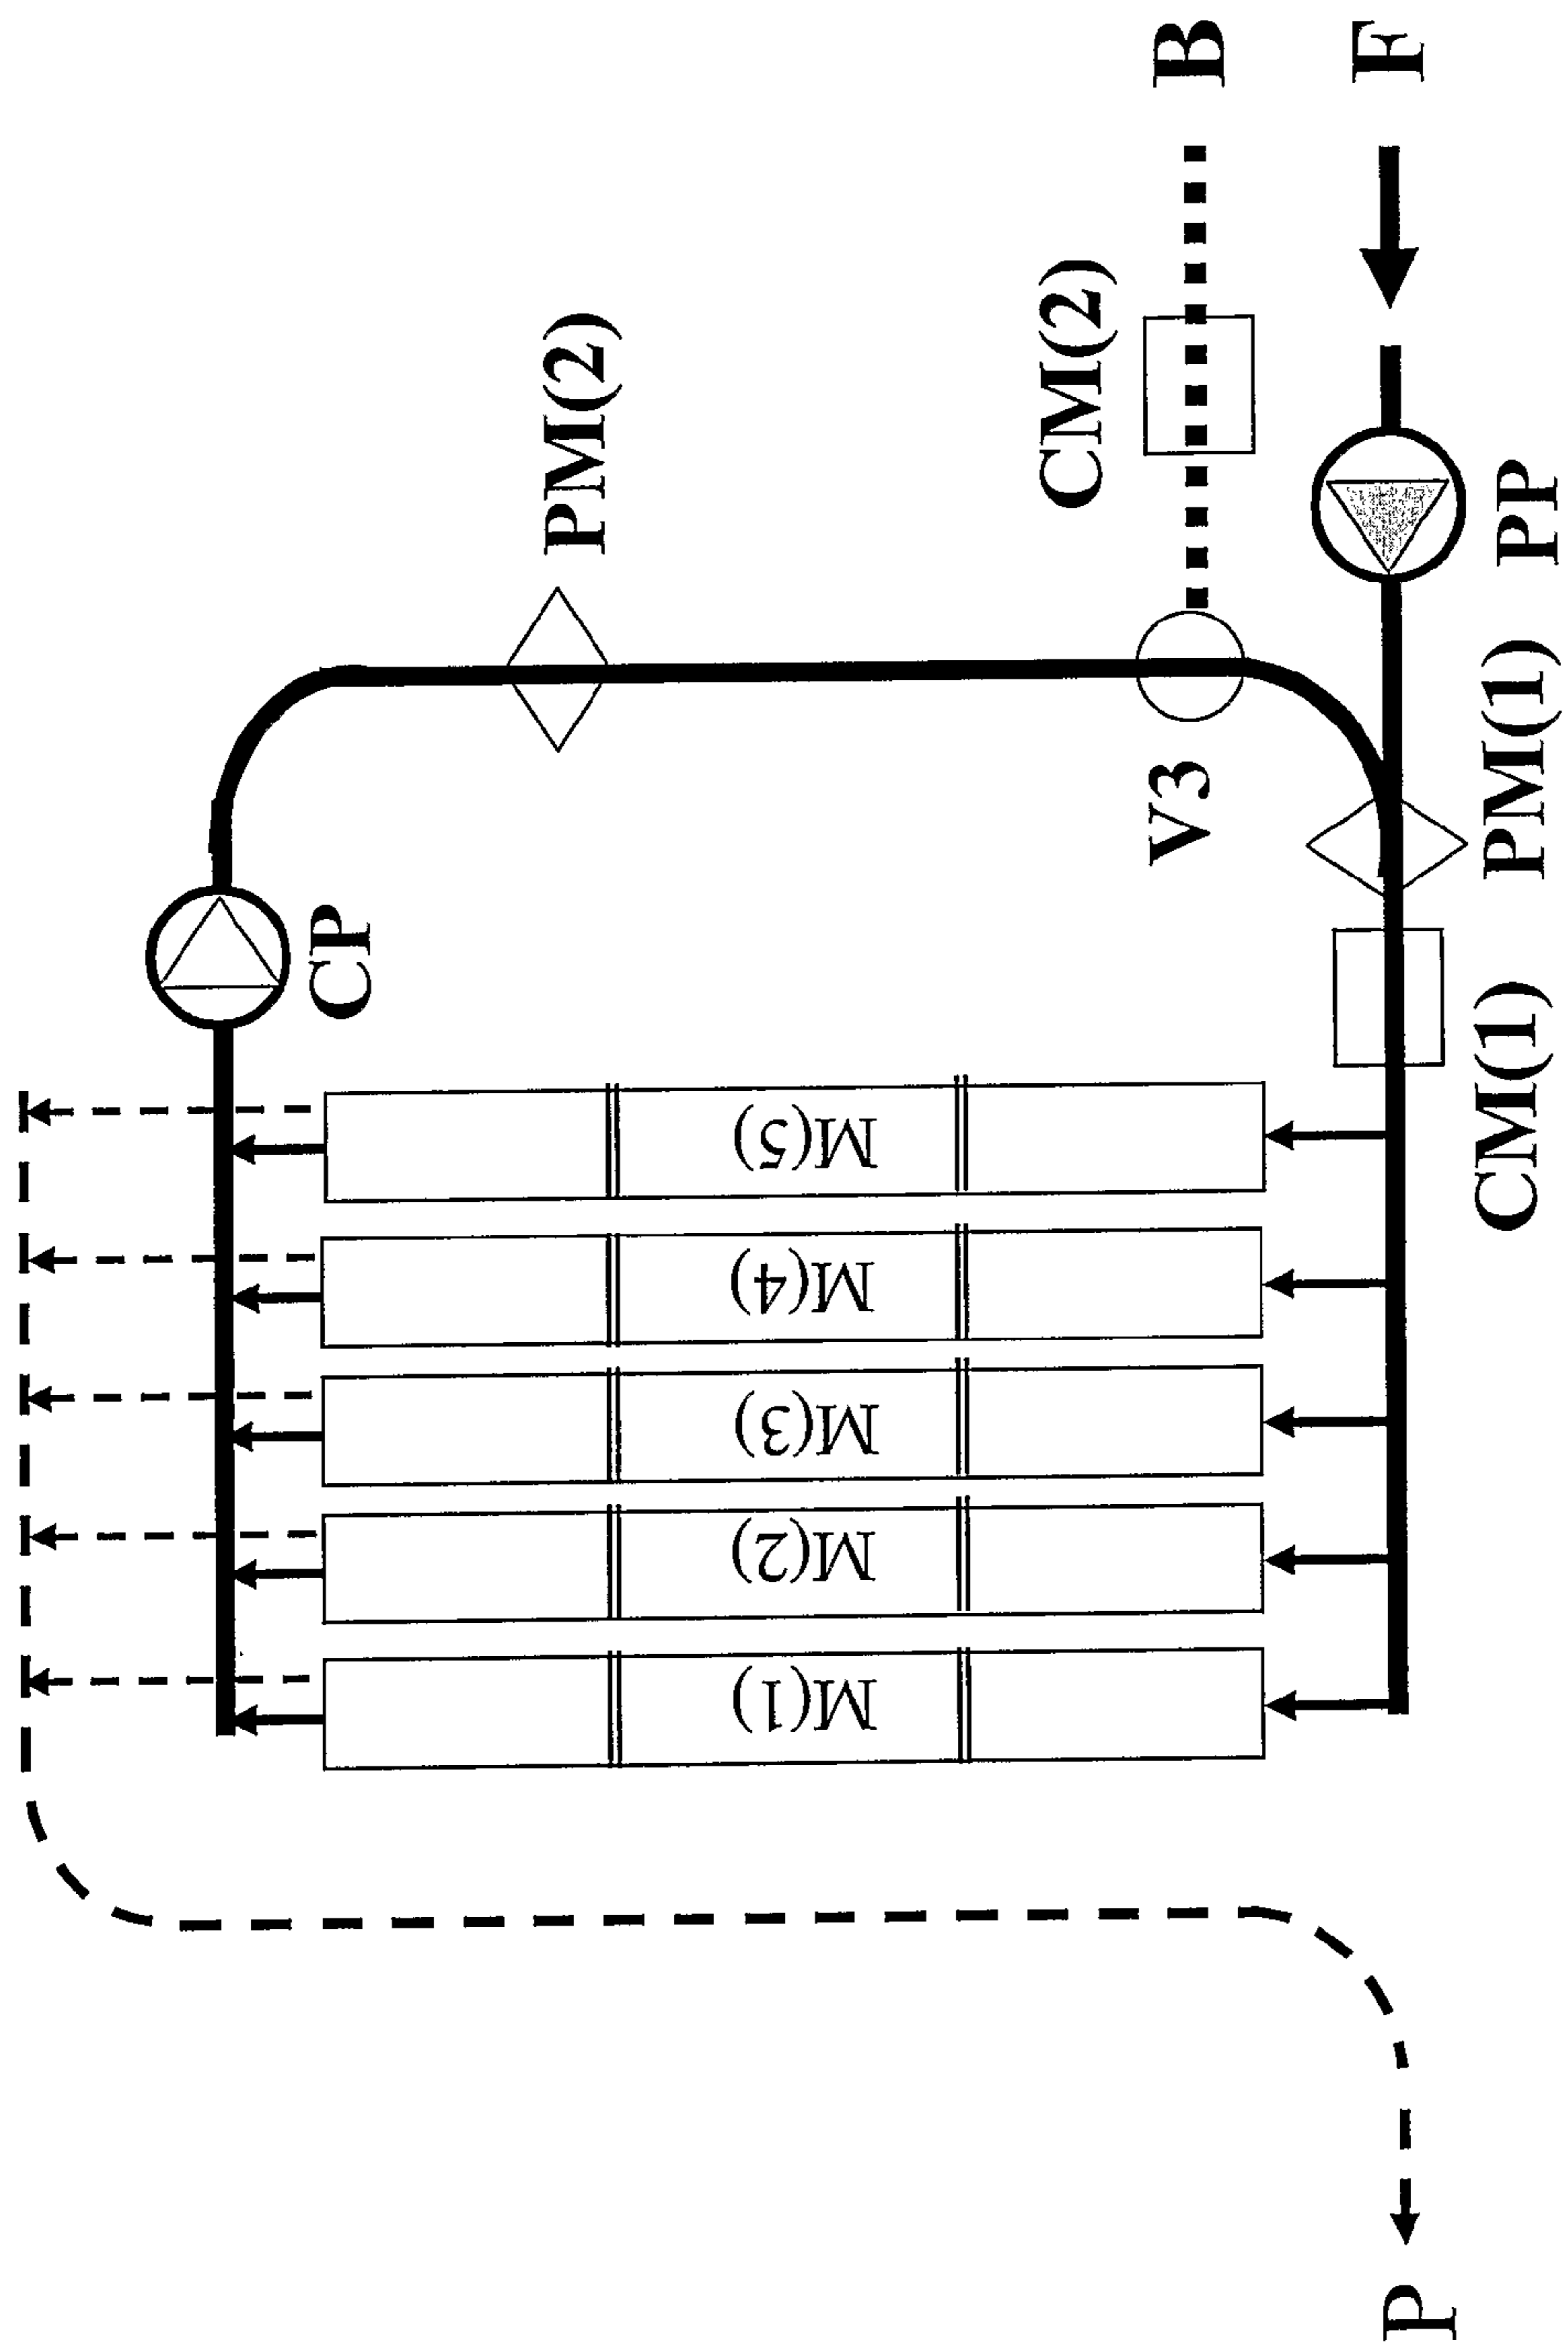 B
F
CM(2)
PM(2)
PP
V3
PM(1)
CP
CM(1)
M(5)
M(4)
M(3)
M(2)
M(1)
P